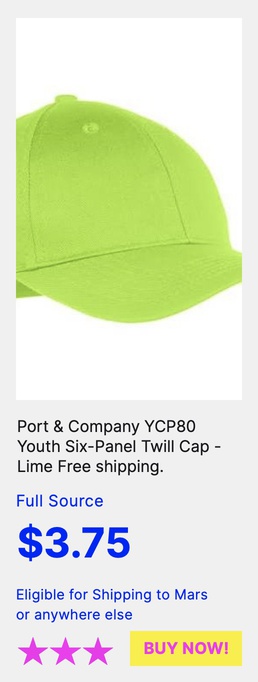 Port & Company YCP80
Youth Six-Panel Twill Cap -
Lime Free shipping.
Full Source
$3.75
Eligible for Shipping to Mars
or anywhere else
BUY NOW!